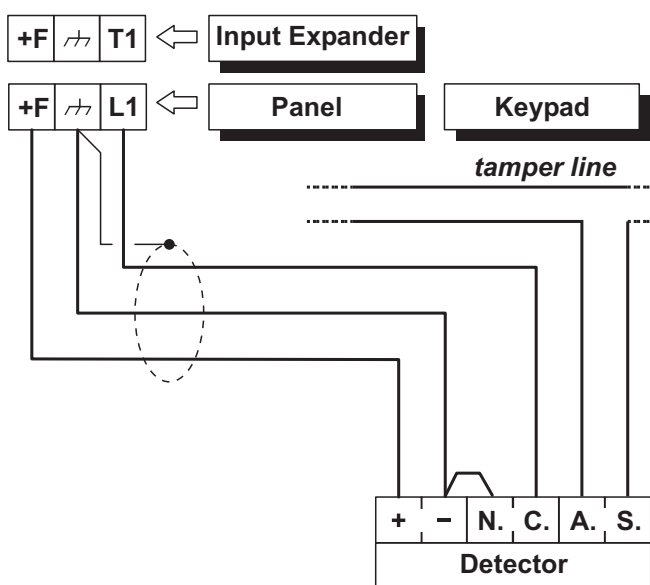 +F T1 Input Expander
+F L1 Panel Keypad
tamper line
+ − N. C. A. S.
Detector